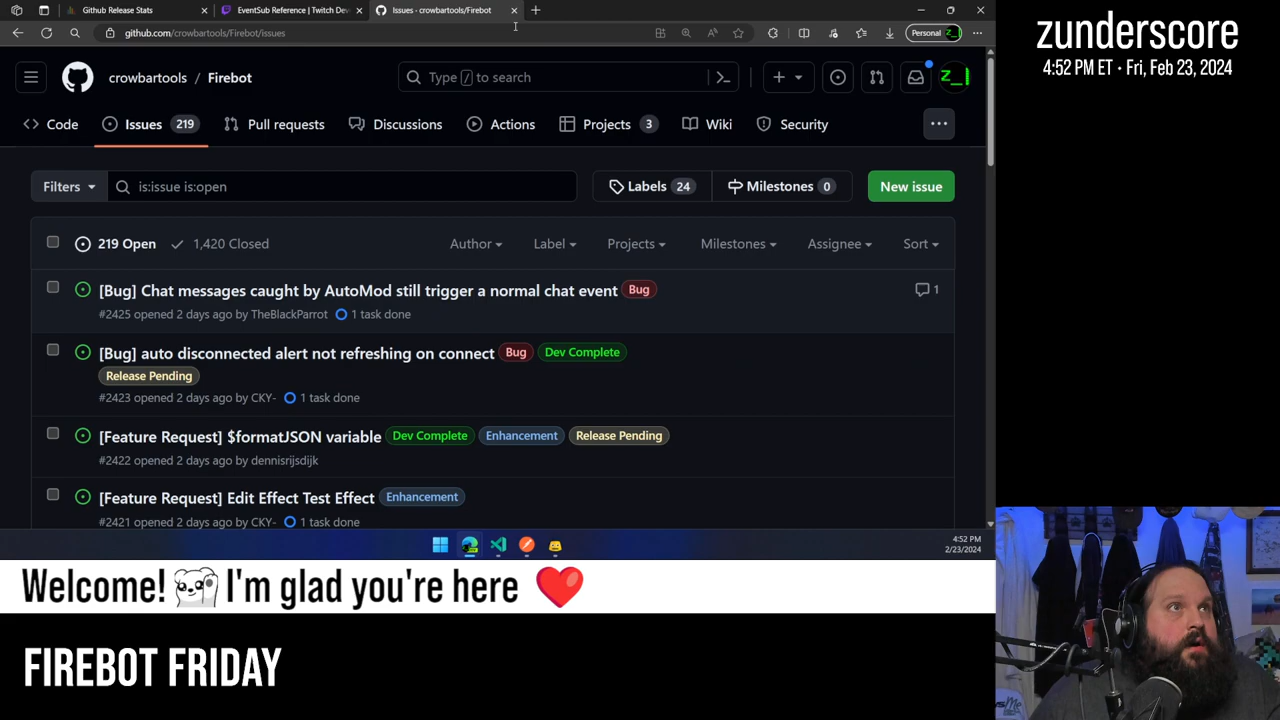 Github Release Stats
EventSub Reference | Twitch Dev
Issues · crowbartools/Firebot
github.com/crowbartools/Firebot/issues
Personal
crowbartools / Firebot
Type / to search
Code
Issues 219
Pull requests
Discussions
Actions
Projects 3
Wiki
Security
Filters
is:issue is:open
Labels 24
Milestones 0
New issue
219 Open
1,420 Closed
Author
Label
Projects
Milestones
Assignee
Sort
[Bug] Chat messages caught by AutoMod still trigger a normal chat event Bug
1
#2425 opened 2 days ago by TheBlackParrot 1 task done
[Bug] auto disconnected alert not refreshing on connect Bug Dev Complete
Release Pending
#2423 opened 2 days ago by CKY- 1 task done
[Feature Request] $formatJSON variable Dev Complete Enhancement Release Pending
#2422 opened 2 days ago by dennisrijsdijk
[Feature Request] Edit Effect Test Effect Enhancement
#2421 opened 2 days ago by CKY- 1 task done
4:52 PM
2/23/2024
zunderscore
4:52 PM ET • Fri, Feb 23, 2024
Welcome! I'm glad you're here
FIREBOT FRIDAY